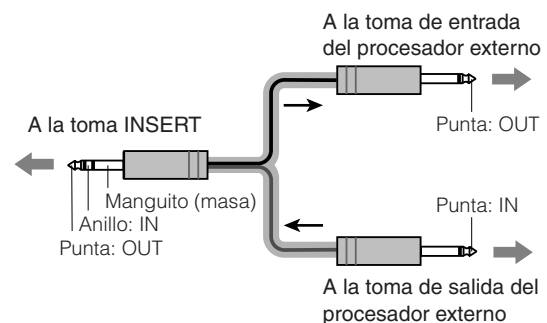 A la toma de entrada
del procesador externo
Punta: OUT
A la toma INSERT
Manguito (masa)
Anillo: IN
Punta: OUT
Punta: IN
A la toma de salida del
procesador externo